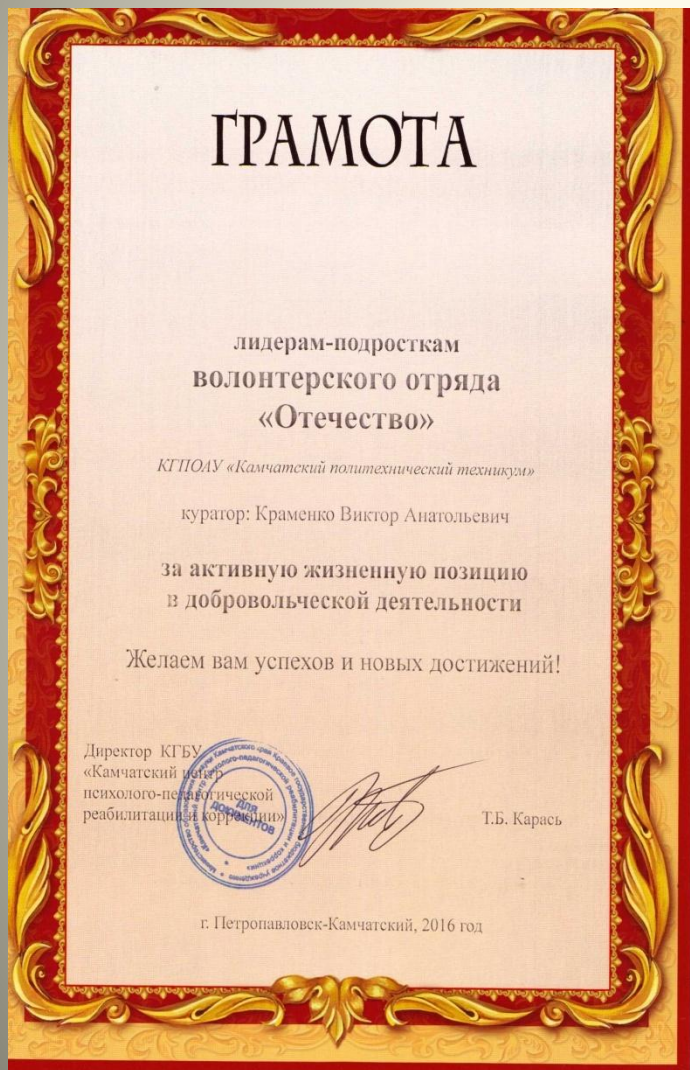 ГРАМОТА
лидерам-подросткам
волонтерского отряда
«Отечество»
КГПОАУ «Камчатский политехнический техникум»
куратор: Краменко Виктор Анатольевич
за активную жизненную позицию
в добровольческой деятельности
Желаем вам успехов и новых достижений!
Директор КГБУ
«Камчатский центр
психолого-педагогической
реабилитации и коррекции»
Т.Б. Карась
для
документов
г. Петропавловск-Камчатский, 2016 год